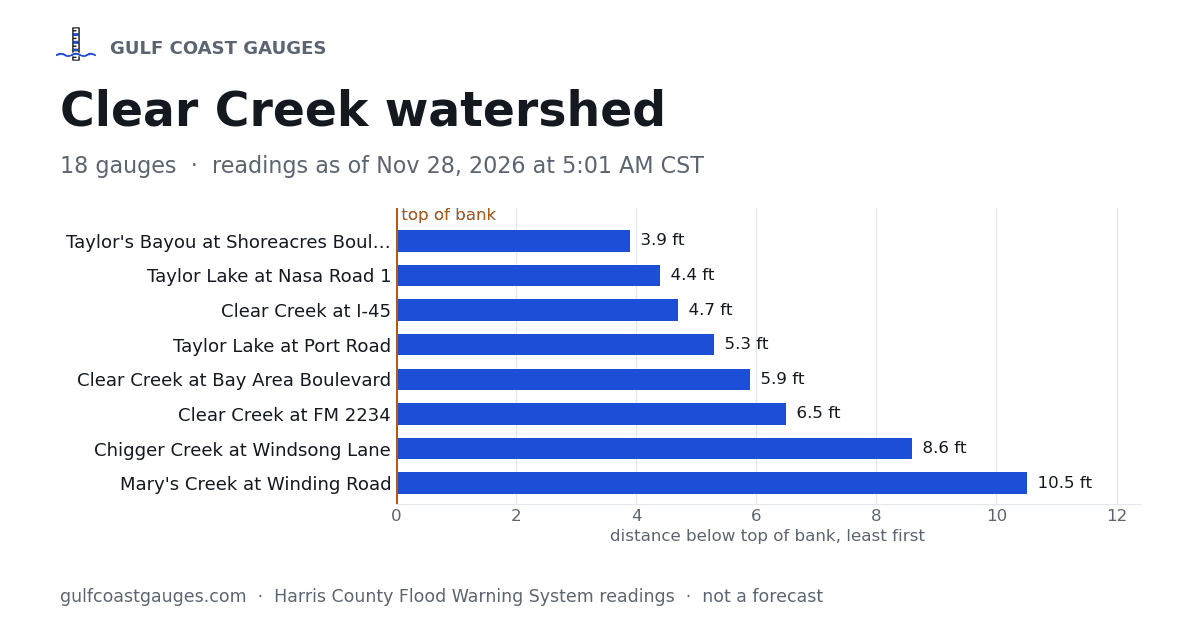 GULF COAST GAUGES
Clear Creek watershed
18 gauges · readings as of Nov 28, 2026 at 5:01 AM CST
top of bank
Taylor's Bayou at Shoreacres Boul… 3.9 ft
Taylor Lake at Nasa Road 1 4.4 ft
Clear Creek at I-45 4.7 ft
Taylor Lake at Port Road 5.3 ft
Clear Creek at Bay Area Boulevard 5.9 ft
Clear Creek at FM 2234 6.5 ft
Chigger Creek at Windsong Lane 8.6 ft
Mary's Creek at Winding Road 10.5 ft
0 2 4 6 8 10 12
distance below top of bank, least first
gulfcoastgauges.com · Harris County Flood Warning System readings · not a forecast